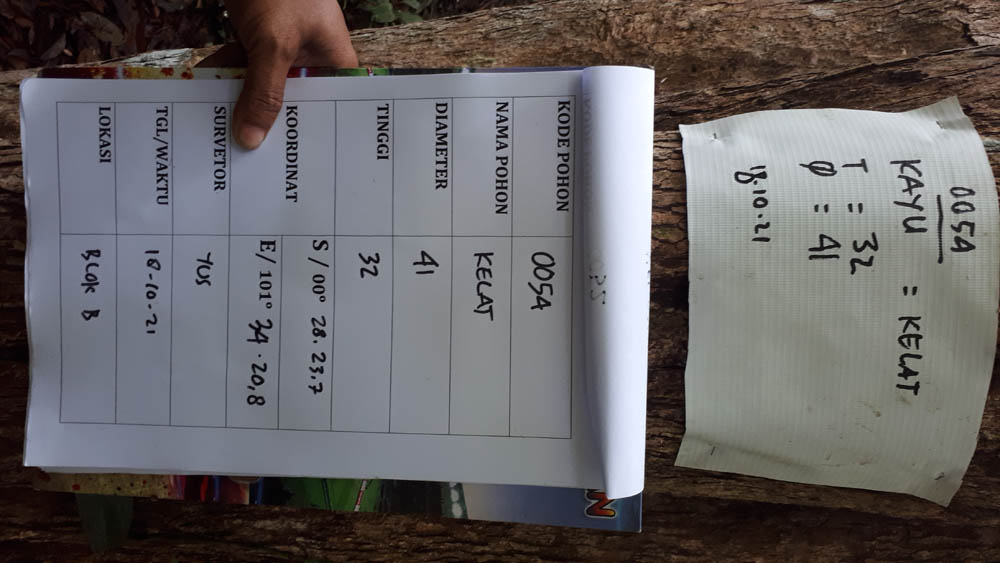 0054
KAYU = KELAT
T = 32
Ø = 41
18.10.21
KODE POHON 0054
NAMA POHON KELAT
DIAMETER 41
TINGGI 32
KOORDINAT
S / 00° 28. 23.7
E/ 101° 34 . 20,8
SURVETOR YUS
TGL/WAKTU 18-10-21
LOKASI BLOK B